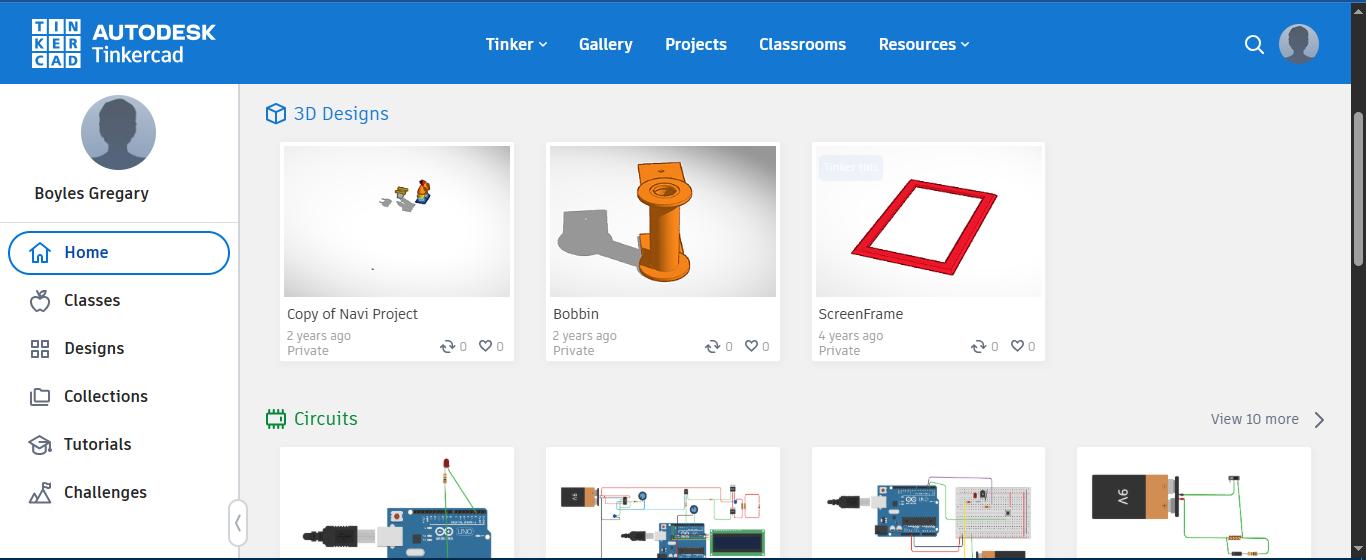 TIN
KER
CAD
AUTODESK
Tinkercad
Tinker
Gallery
Projects
Classrooms
Resources
Boyles Gregary
Home
Classes
Designs
Collections
Tutorials
Challenges
3D Designs
Tinker this
Copy of Navi Project
2 years ago
Private
0
0
Bobbin
2 years ago
Private
0
0
ScreenFrame
4 years ago
Private
0
0
Circuits
View 10 more
UNO
9V
9V